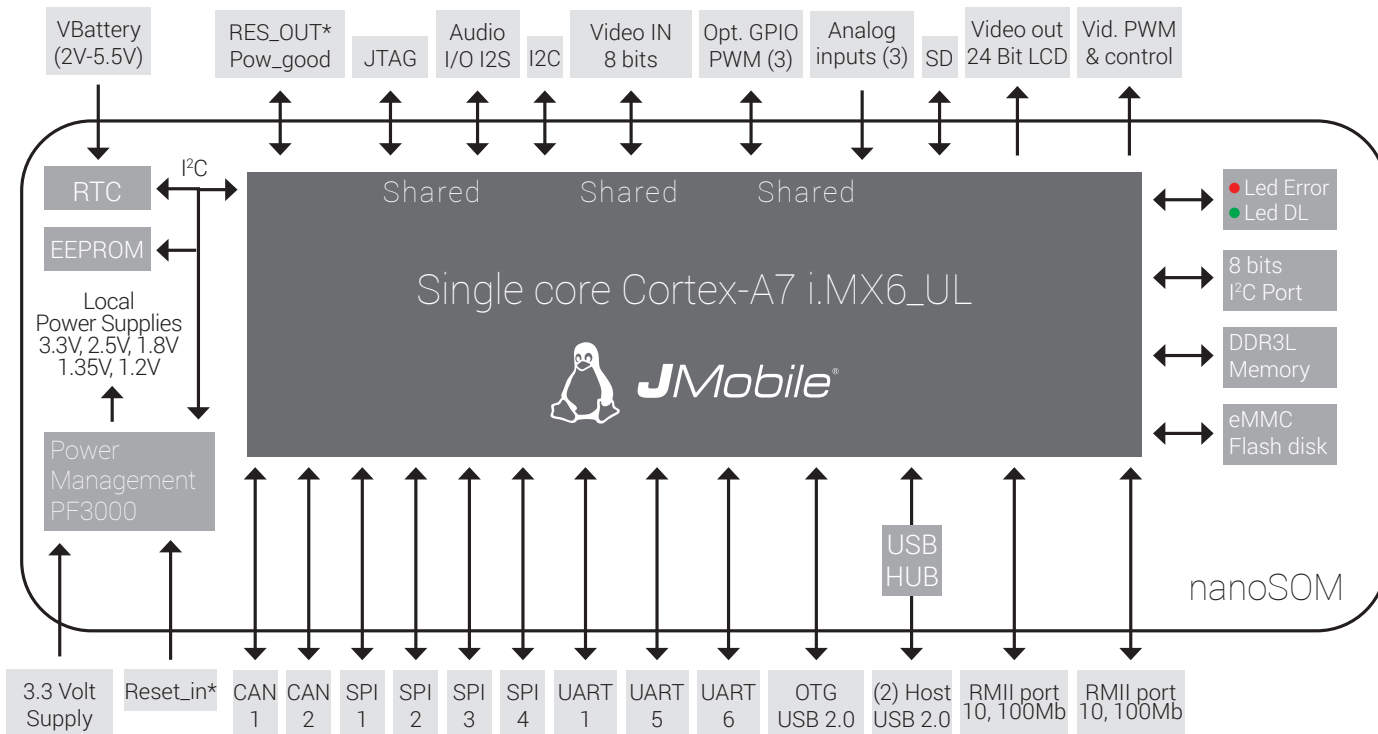 VBattery
(2V-5.5V)
RES_OUT*
Pow_good
JTAG
Audio
I/O I2S
I2C
Video IN
8 bits
Opt. GPIO
PWM (3)
Analog
inputs (3)
SD
Video out
24 Bit LCD
Vid. PWM
& control
RTC
I²C
EEPROM
Local
Power Supplies
3.3V, 2.5V, 1.8V
1.35V, 1.2V
Power
Management
PF3000
Shared
Shared
Shared
Single core Cortex-A7 i.MX6_UL
JMobile®
Led Error
Led DL
8 bits
I²C Port
DDR3L
Memory
eMMC
Flash disk
USB
HUB
nanoSOM
3.3 Volt
Supply
Reset_in*
CAN
1
CAN
2
SPI
1
SPI
2
SPI
3
SPI
4
UART
1
UART
5
UART
6
OTG
USB 2.0
(2) Host
USB 2.0
RMII port
10, 100Mb
RMII port
10, 100Mb